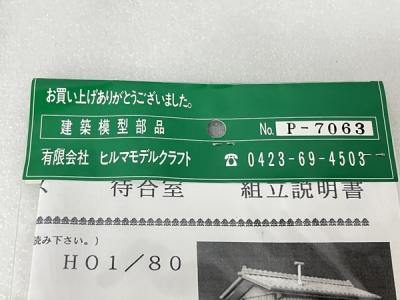 お買い上げありがとうございました。
建築模型部品 No. P-7063
有限会社 ヒルマモデルクラフト ☎ 0423-69-4503
待合室 組立説明書
読み下さい。)
HO1/80